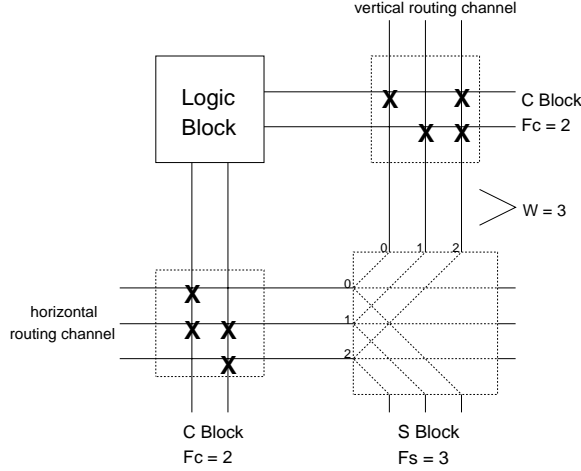 vertical routing channel
Logic
Block
X
X
X
X
C Block
Fc = 2
W = 3
0
1
2
0
1
2
horizontal
routing channel
X
X
X
X
C Block
Fc = 2
S Block
Fs = 3